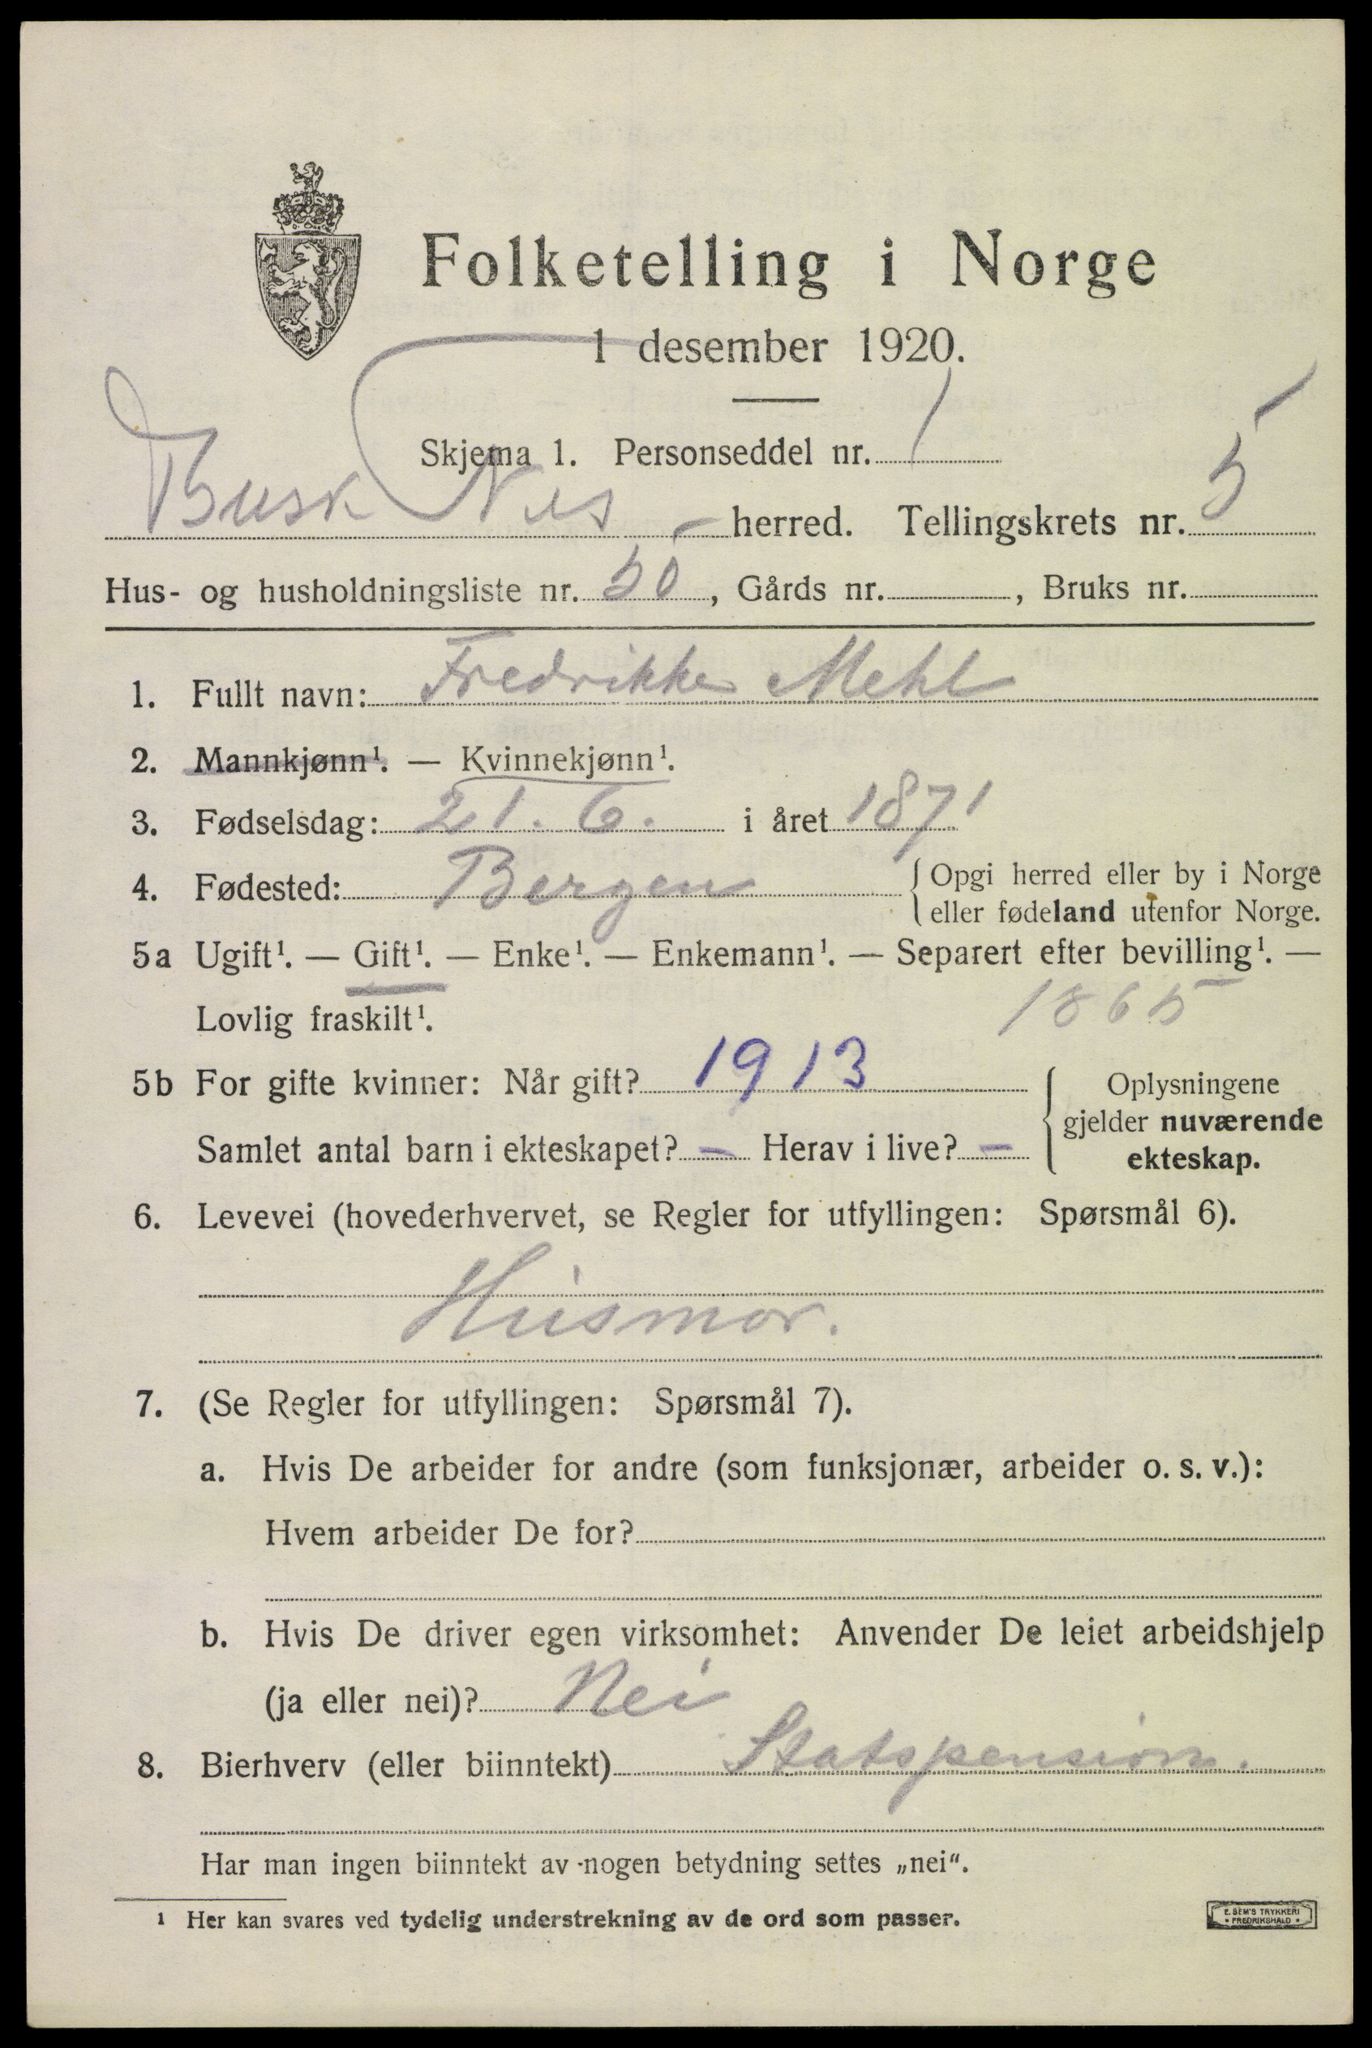 Folketelling i Norge
1 desember 1920.
Skjema 1. Personseddel nr. 1
Busk Nes herred. Tellingskrets nr. 5
Hus- og husholdningsliste nr. 50, Gårds nr. , Bruks nr.
1. Fullt navn: Fredrikke Mehl
2. Mannkjønn¹. — Kvinnekjønn¹.
3. Fødselsdag: 21. 6. i året 1871
4. Fødested: Bergen { Opgi herred eller by i Norge
eller fødeland utenfor Norge.
5a Ugift¹. — Gift¹. — Enke¹. — Enkemann¹. — Separert efter bevilling¹. —
Lovlig fraskilt¹. 1865
5b For gifte kvinner: Når gift? 1913 { Oplysningene
gjelder nuværende
ekteskap.
Samlet antal barn i ekteskapet? — Herav i live? —
6. Levevei (hovederhvervet, se Regler for utfyllingen: Spørsmål 6).
Husmor.
7. (Se Regler for utfyllingen: Spørsmål 7).
a. Hvis De arbeider for andre (som funksjonær, arbeider o. s. v.):
Hvem arbeider De for?
b. Hvis De driver egen virksomhet: Anvender De leiet arbeidshjelp
(ja eller nei)? Nei
8. Bierhverv (eller biinntekt) Statspension.
Har man ingen biinntekt av nogen betydning settes „nei".
¹ Her kan svares ved tydelig understrekning av de ord som passer.
E. SEM'S TRYKKERI
* FREDRIKSHALD *